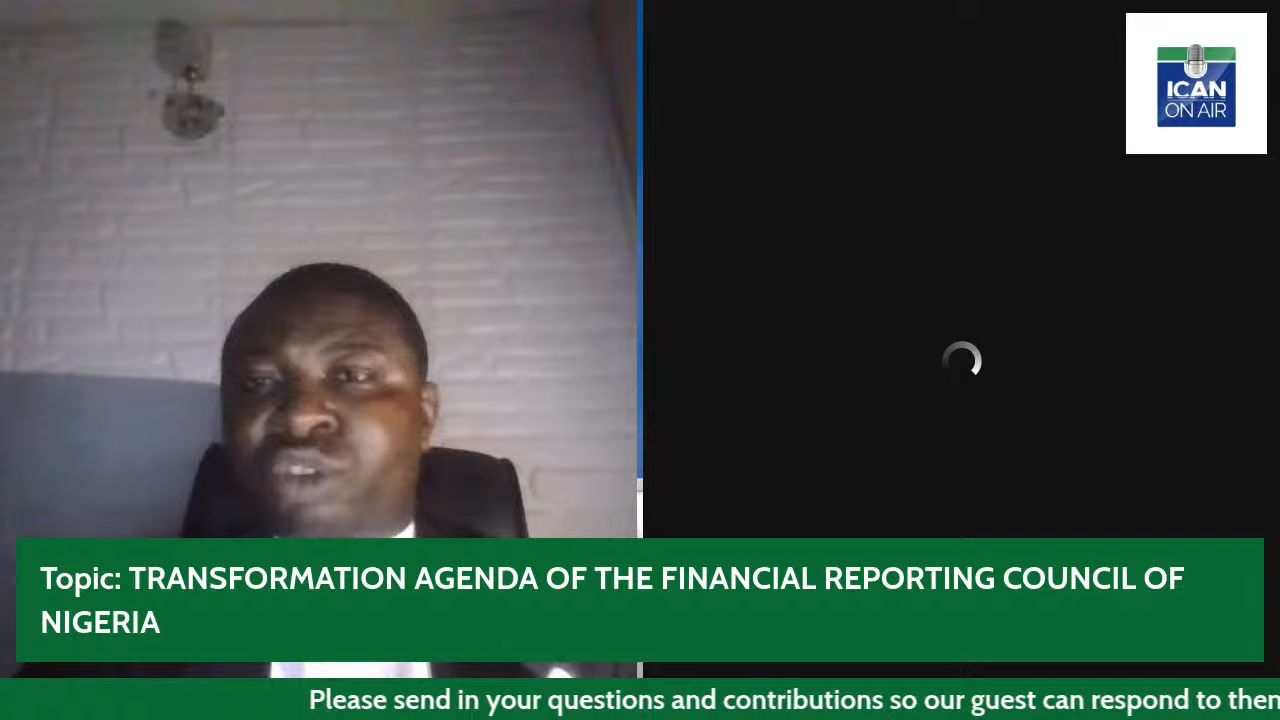 ICAN
ON AIR
Topic: TRANSFORMATION AGENDA OF THE FINANCIAL REPORTING COUNCIL OF
NIGERIA
Please send in your questions and contributions so our guest can respond to